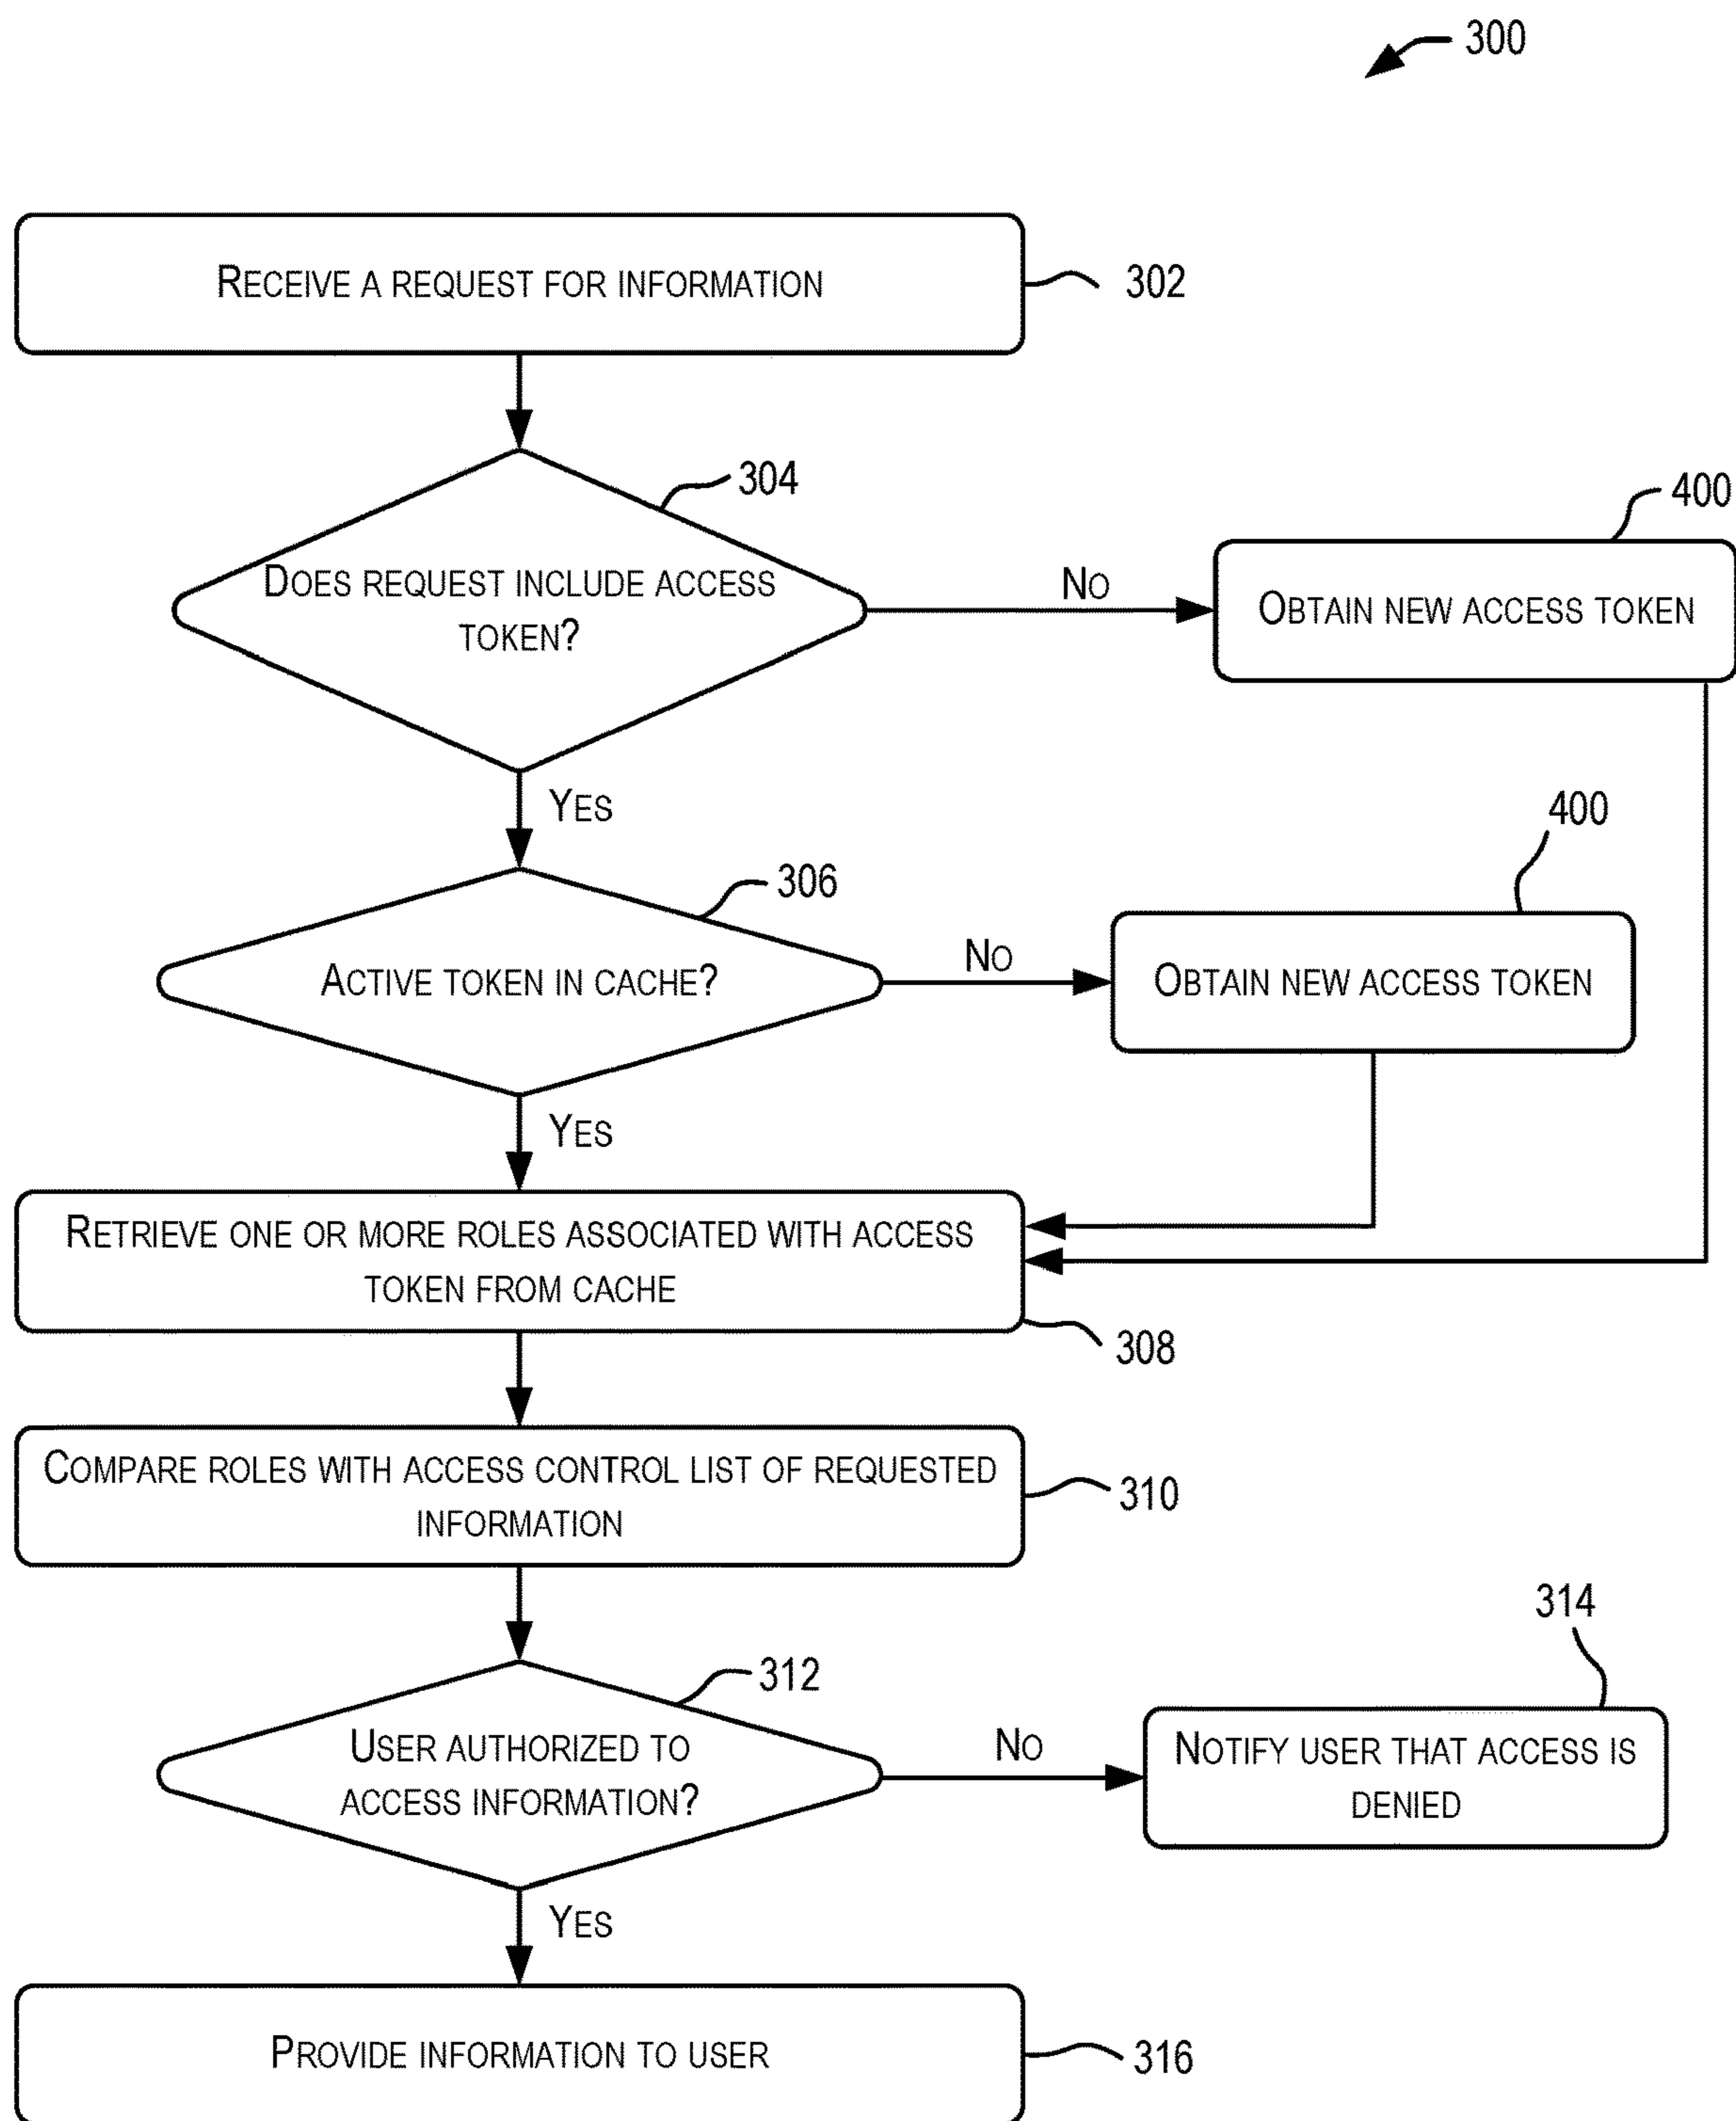 300
RECEIVE A REQUEST FOR INFORMATION
302
304
DOES REQUEST INCLUDE ACCESS
TOKEN?
NO
400
OBTAIN NEW ACCESS TOKEN
YES
306
ACTIVE TOKEN IN CACHE?
NO
400
OBTAIN NEW ACCESS TOKEN
YES
RETRIEVE ONE OR MORE ROLES ASSOCIATED WITH ACCESS
TOKEN FROM CACHE
308
COMPARE ROLES WITH ACCESS CONTROL LIST OF REQUESTED
INFORMATION
310
312
USER AUTHORIZED TO
ACCESS INFORMATION?
NO
314
NOTIFY USER THAT ACCESS IS
DENIED
YES
PROVIDE INFORMATION TO USER
316